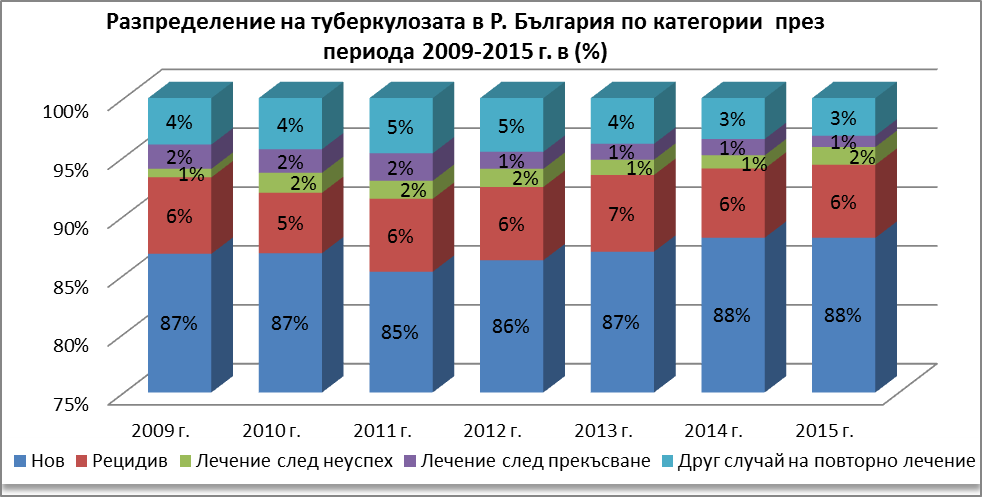 Разпределение на туберкулозата в Р. България по категории през
периода 2009-2015 г. в (%)
100%
95%
90%
85%
80%
75%
4% 4% 5% 5% 4% 3% 3%
2% 2% 2% 1% 1% 1% 1%
1% 2% 2% 2% 1% 1% 2%
6% 5% 6% 6% 7% 6% 6%
87% 87% 85% 86% 87% 88% 88%
2009 г. 2010 г. 2011 г. 2012 г. 2013 г. 2014 г. 2015 г.
Нов Рецидив Лечение след неуспех Лечение след прекъсване Друг случай на повторно лечение